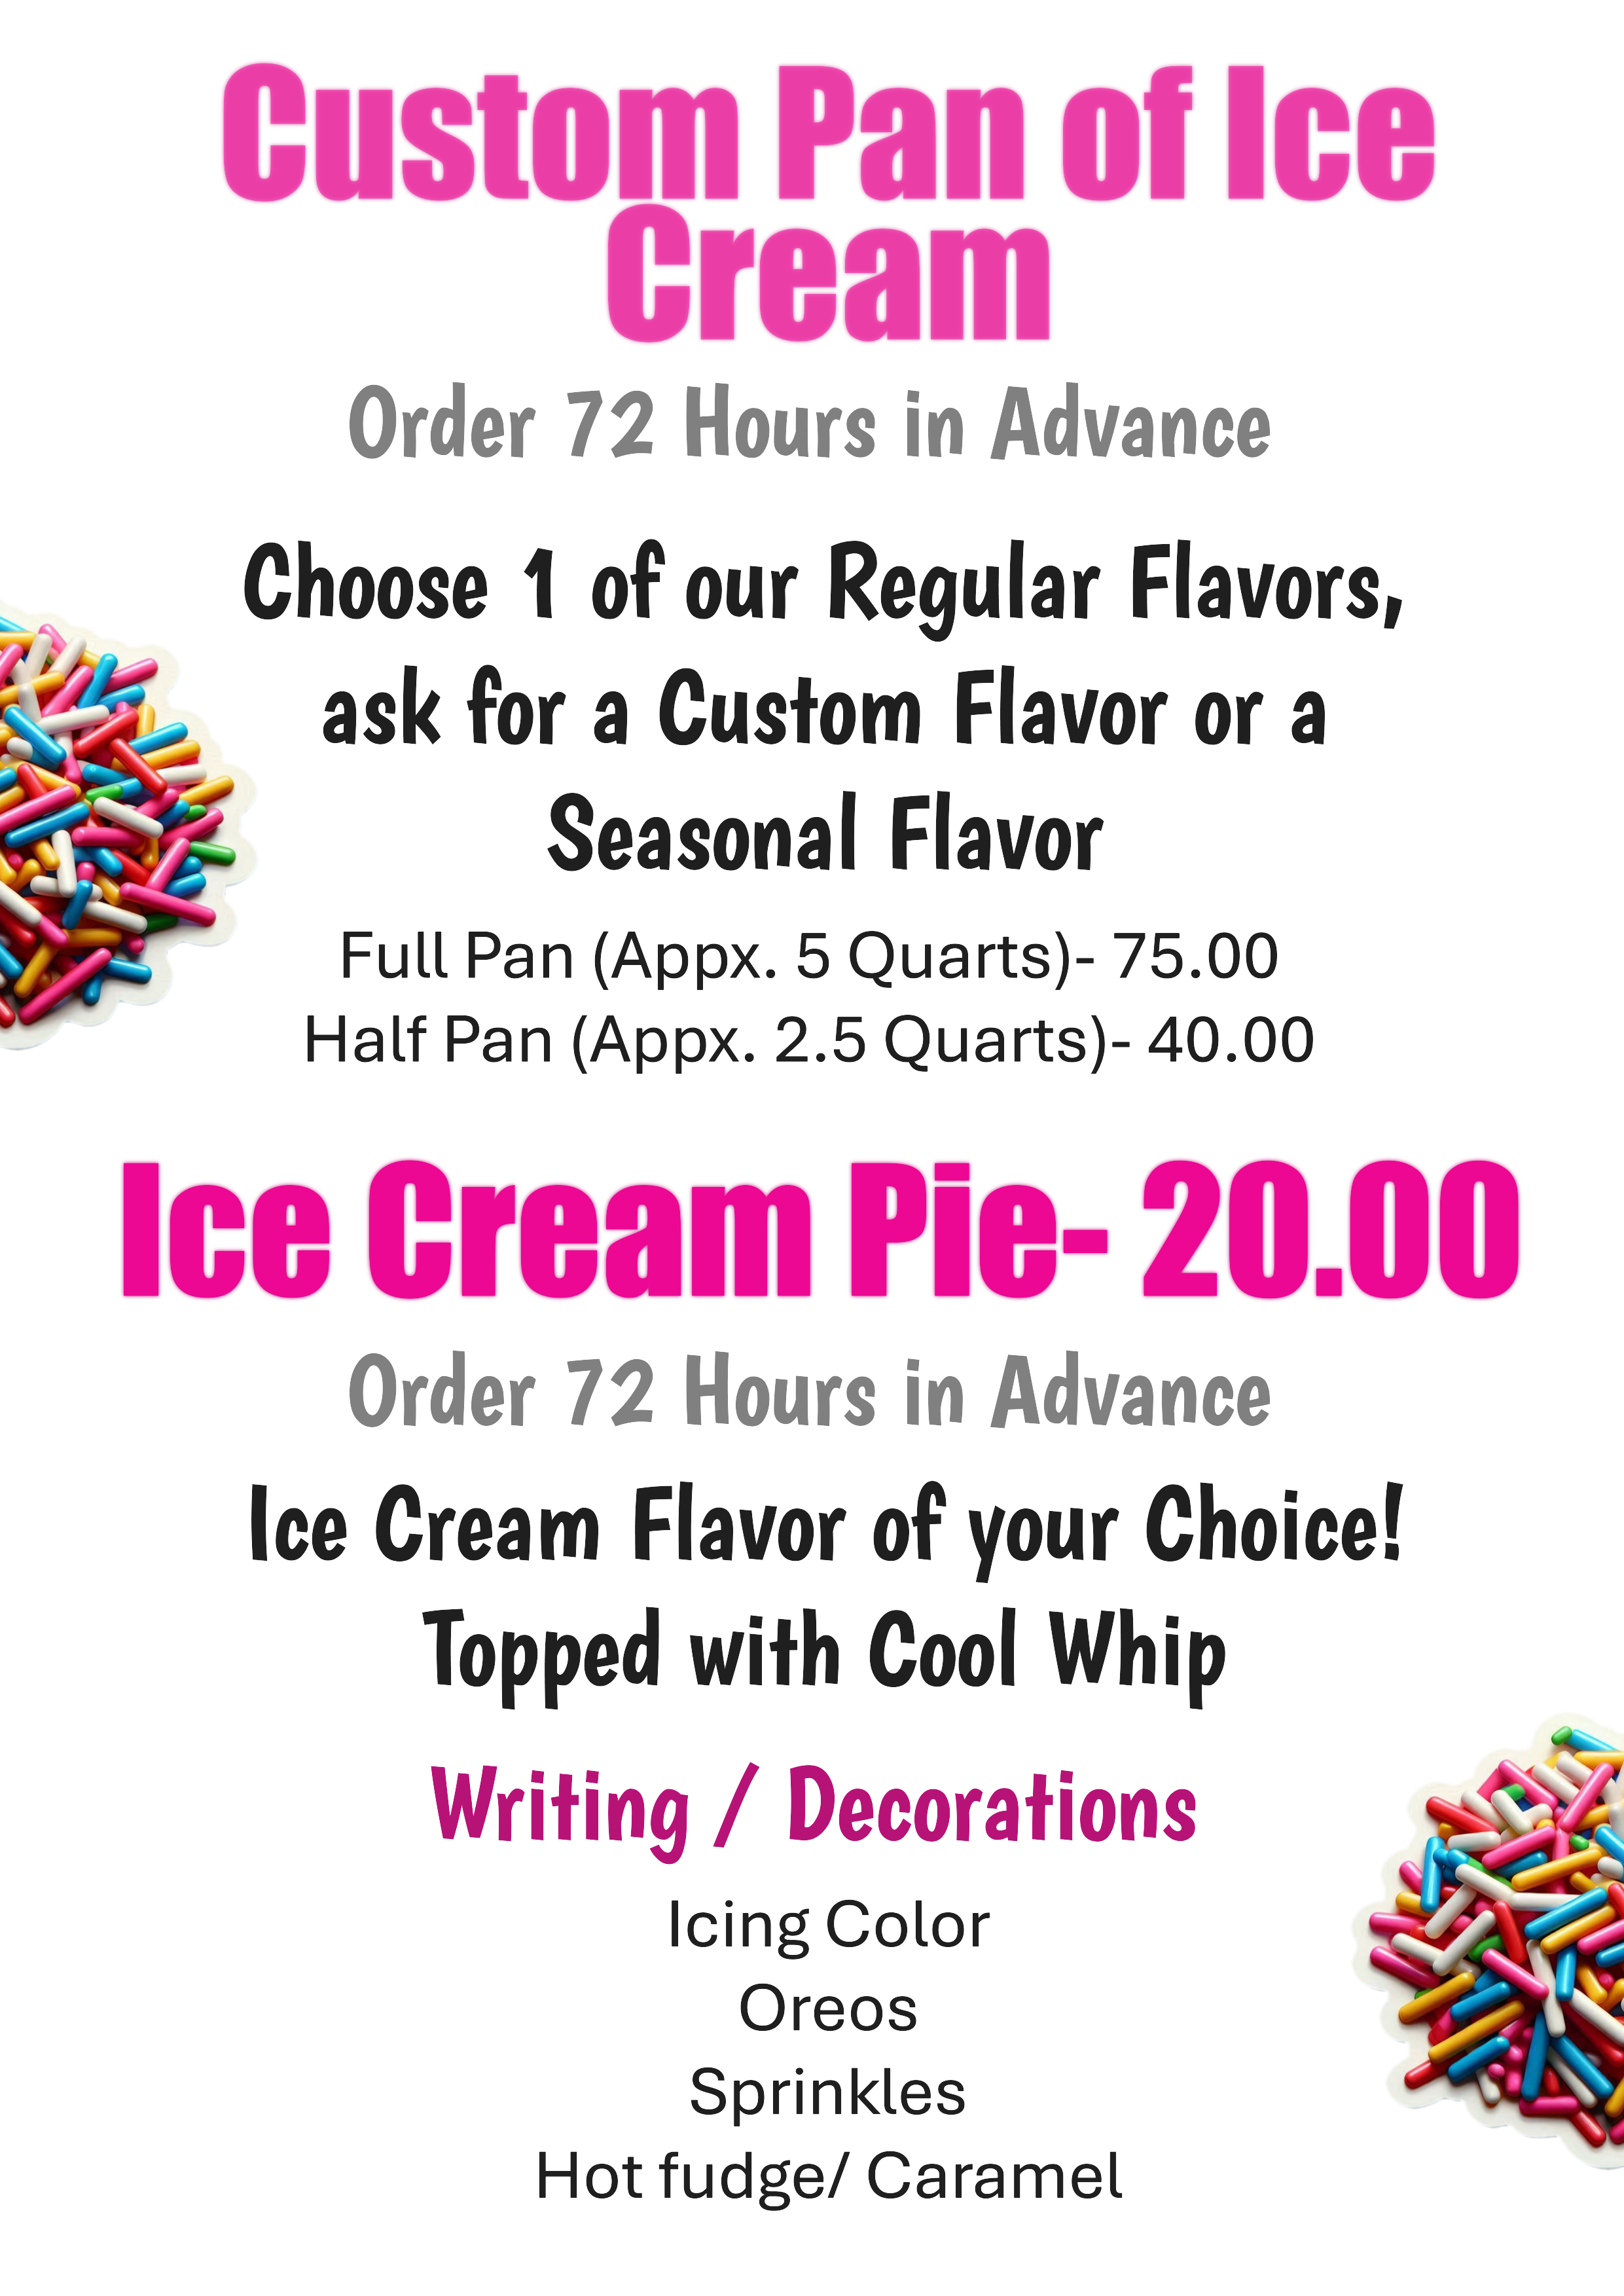 Custom Pan of Ice
Cream
Order 72 Hours in Advance
Choose 1 of our Regular Flavors,
ask for a Custom Flavor or a
Seasonal Flavor
Full Pan (Appx. 5 Quarts)- 75.00
Half Pan (Appx. 2.5 Quarts)- 40.00
Ice Cream Pie- 20.00
Order 72 Hours in Advance
Ice Cream Flavor of your Choice!
Topped with Cool Whip
Writing / Decorations
Icing Color
Oreos
Sprinkles
Hot fudge/ Caramel